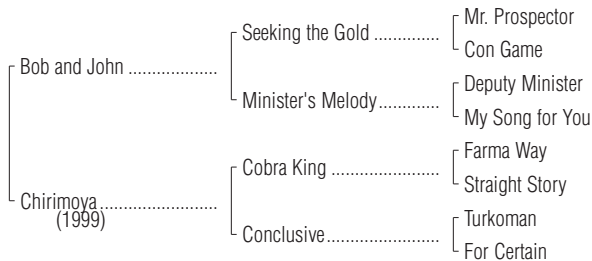 Mr. Prospector
Seeking the Gold ..............
Con Game
Bob and John ...................
Deputy Minister
Minister's Melody.............
My Song for You
Farma Way
Cobra King .......................
Straight Story
Chirimoya.........................
(1999)
Turkoman
Conclusive........................
For Certain